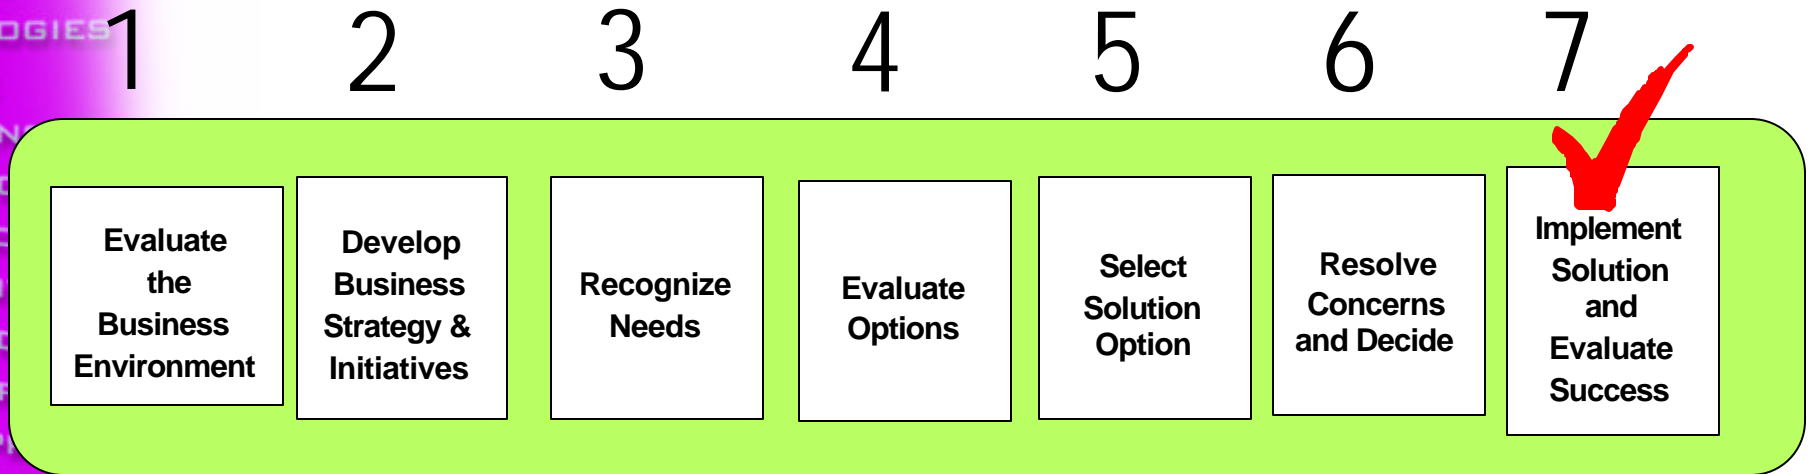 OGIES
1 2 3 4 5 6 7
Evaluate
the
Business
Environment
Develop
Business
Strategy &
Initiatives
Recognize
Needs
Evaluate
Options
Select
Solution
Option
Resolve
Concerns
and Decide
Implement
Solution
and
Evaluate
Success